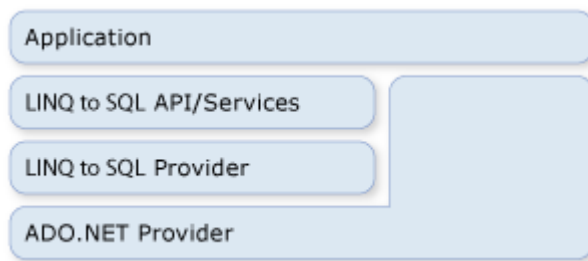 Application
LINQ to SQL API/Services
LINQ to SQL Provider
ADO.NET Provider